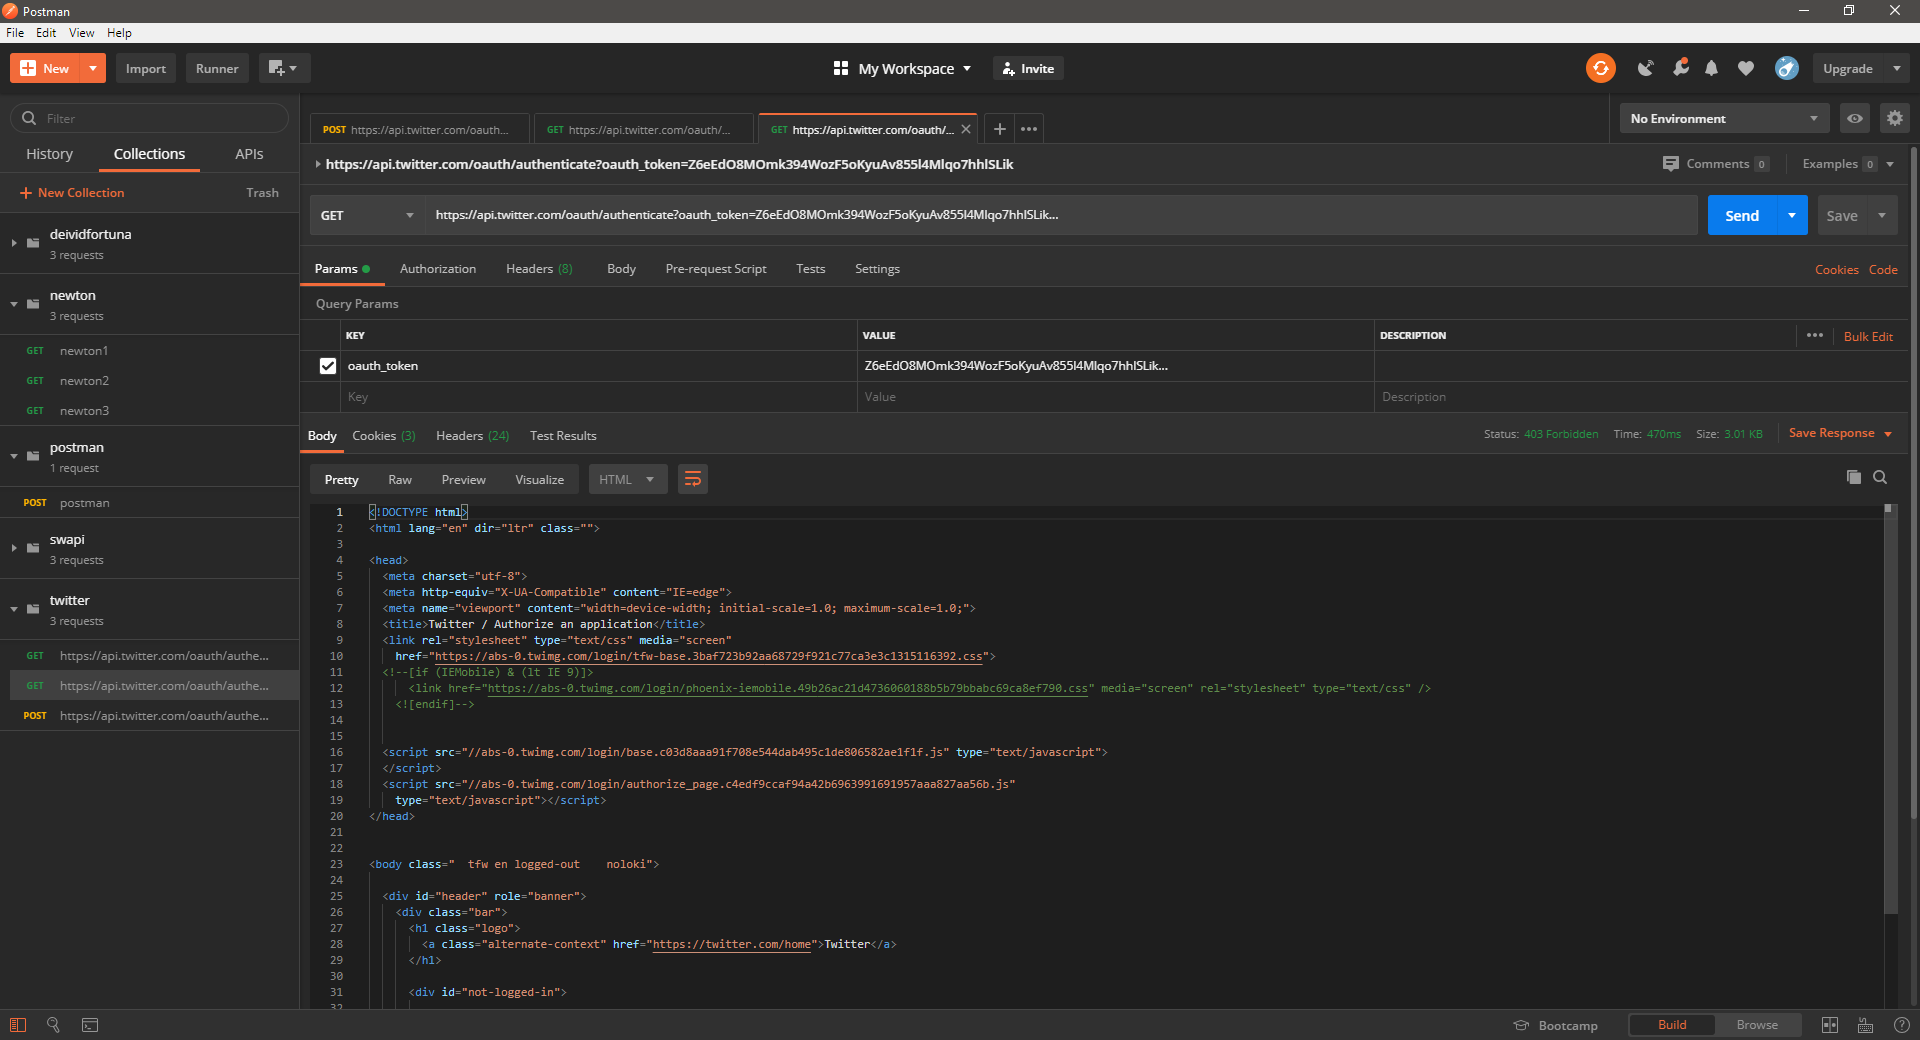 Postman
File Edit View Help
New Import Runner My Workspace Invite Upgrade
Filter
History Collections APIs
New Collection Trash
deividfortuna
3 requests
newton
3 requests
GET newton1
GET newton2
GET newton3
postman
1 request
POST postman
swapi
3 requests
twitter
3 requests
GET https://api.twitter.com/oauth/authe...
GET https://api.twitter.com/oauth/authe...
POST https://api.twitter.com/oauth/authe...
POST https://api.twitter.com/oauth... GET https://api.twitter.com/oauth/... GET https://api.twitter.com/oauth/... No Environment
https://api.twitter.com/oauth/authenticate?oauth_token=Z6eEdO8MOmk394WozF5oKyuAv855l4Mlqo7hhlSLik Comments 0 Examples 0
GET https://api.twitter.com/oauth/authenticate?oauth_token=Z6eEdO8MOmk394WozF5oKyuAv855l4Mlqo7hhlSLik... Send Save
Params Authorization Headers (8) Body Pre-request Script Tests Settings Cookies Code
Query Params
KEY VALUE DESCRIPTION Bulk Edit
oauth_token Z6eEdO8MOmk394WozF5oKyuAv855l4Mlqo7hhlSLik...
Key Value Description
Body Cookies (3) Headers (24) Test Results Status: 403 Forbidden Time: 470ms Size: 3.01 KB Save Response
Pretty Raw Preview Visualize HTML
1 <!DOCTYPE html>
2 <html lang="en" dir="ltr" class="">
3
4 <head>
5 <meta charset="utf-8">
6 <meta http-equiv="X-UA-Compatible" content="IE=edge">
7 <meta name="viewport" content="width=device-width; initial-scale=1.0; maximum-scale=1.0;">
8 <title>Twitter / Authorize an application</title>
9 <link rel="stylesheet" type="text/css" media="screen"
10 href="https://abs-0.twimg.com/login/tfw-base.3baf723b92aa68729f921c77ca3e3c1315116392.css">
11 <!--[if (IEMobile) & (lt IE 9)]>
12 <link href="https://abs-0.twimg.com/login/phoenix-iemobile.49b26ac21d4736060188b5b79bbabc69ca8ef790.css" media="screen" rel="stylesheet" type="text/css" />
13 <![endif]-->
14
15
16 <script src="//abs-0.twimg.com/login/base.c03d8aaa91f708e544dab495c1de806582ae1f1f.js" type="text/javascript">
17 </script>
18 <script src="//abs-0.twimg.com/login/authorize_page.c4edf9ccaf94a42b6963991691957aaa827aa56b.js"
19 type="text/javascript"></script>
20 </head>
21
22
23 <body class="  tfw en logged-out    noloki">
24
25 <div id="header" role="banner">
26 <div class="bar">
27 <h1 class="logo">
28 <a class="alternate-context" href="https://twitter.com/home">Twitter</a>
29 </h1>
30
31 <div id="not-logged-in">
32
Bootcamp Build Browse